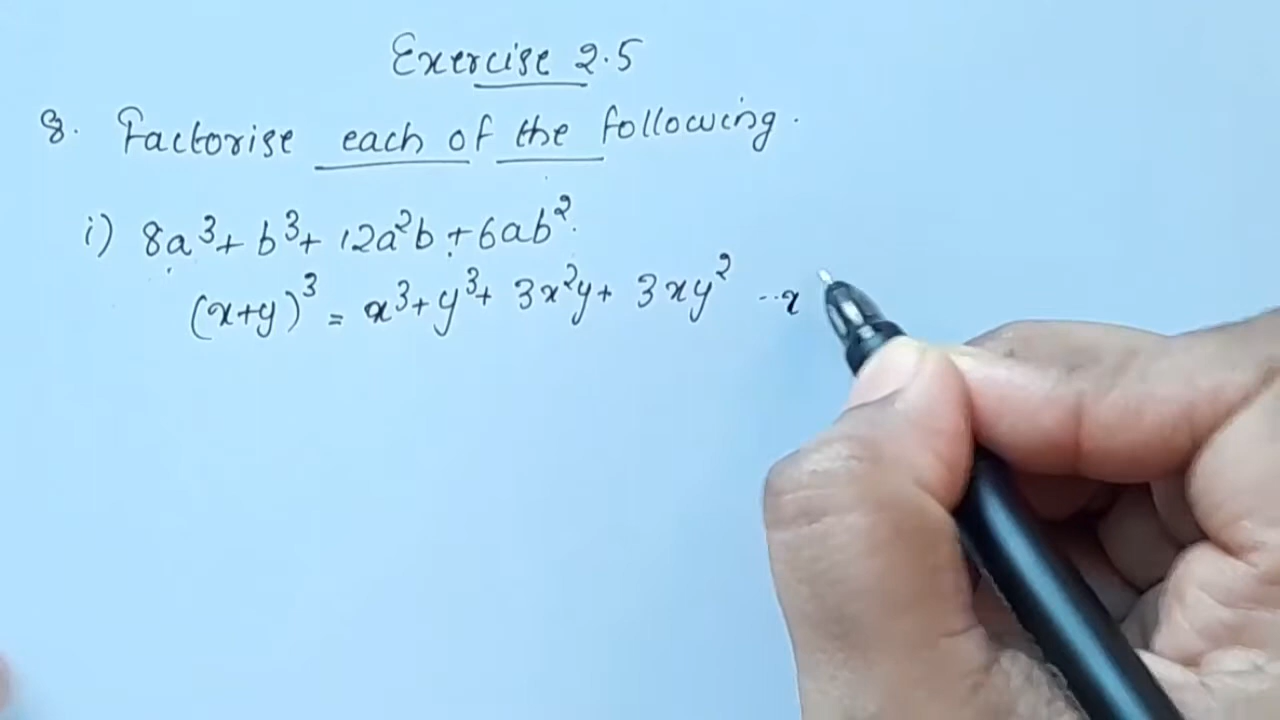 Exercise 2.5
8. Factorise each of the following.
i) 8a³ + b³ + 12a²b + 6ab².
(x+y)³ = x³ + y³ + 3x²y + 3xy² ..x